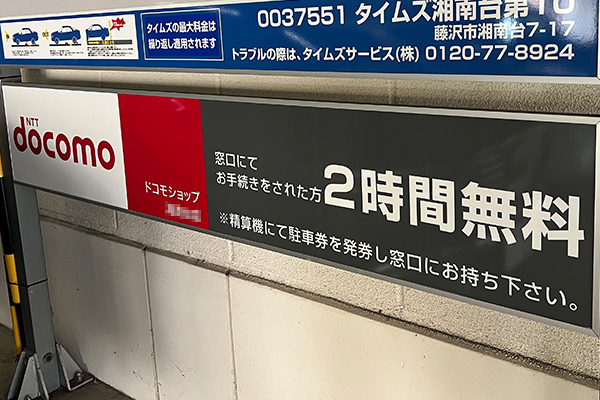 0037551 タイムズ湘南台第10
タイムズの最大料金は
繰り返し適用されます
藤沢市湘南台7-17
トラブルの際は、タイムズサービス(株) 0120-77-8924
NTT
docomo
ドコモショップ
窓口にて
お手続きをされた方
2時間無料
※精算機にて駐車券を発券し窓口にお持ち下さい。